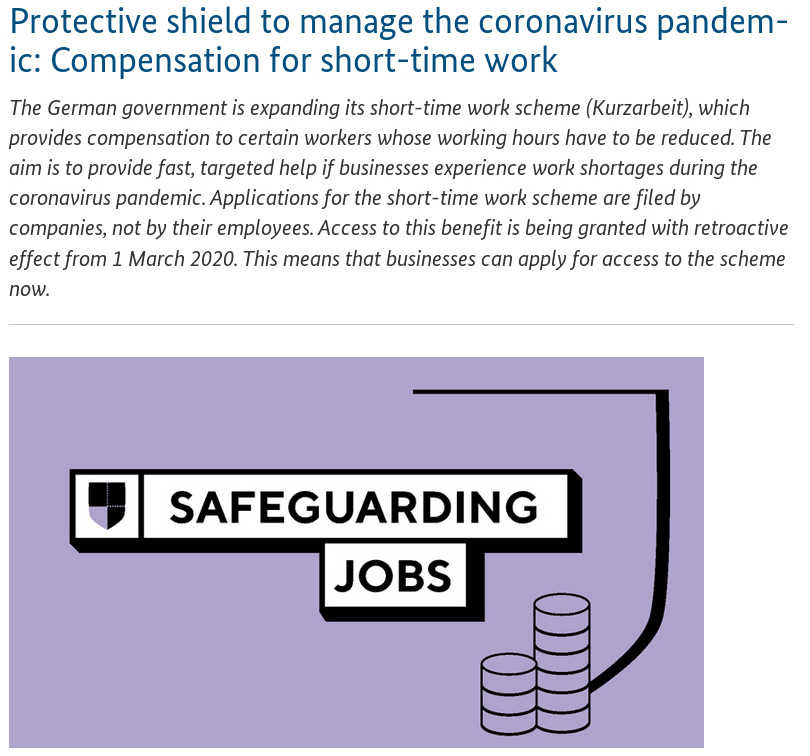 Protective shield to manage the coronavirus pandem-
ic: Compensation for short-time work
The German government is expanding its short-time work scheme (Kurzarbeit), which
provides compensation to certain workers whose working hours have to be reduced. The
aim is to provide fast, targeted help if businesses experience work shortages during the
coronavirus pandemic. Applications for the short-time work scheme are filed by
companies, not by their employees. Access to this benefit is being granted with retroactive
effect from 1 March 2020. This means that businesses can apply for access to the scheme
now.
SAFEGUARDING
JOBS